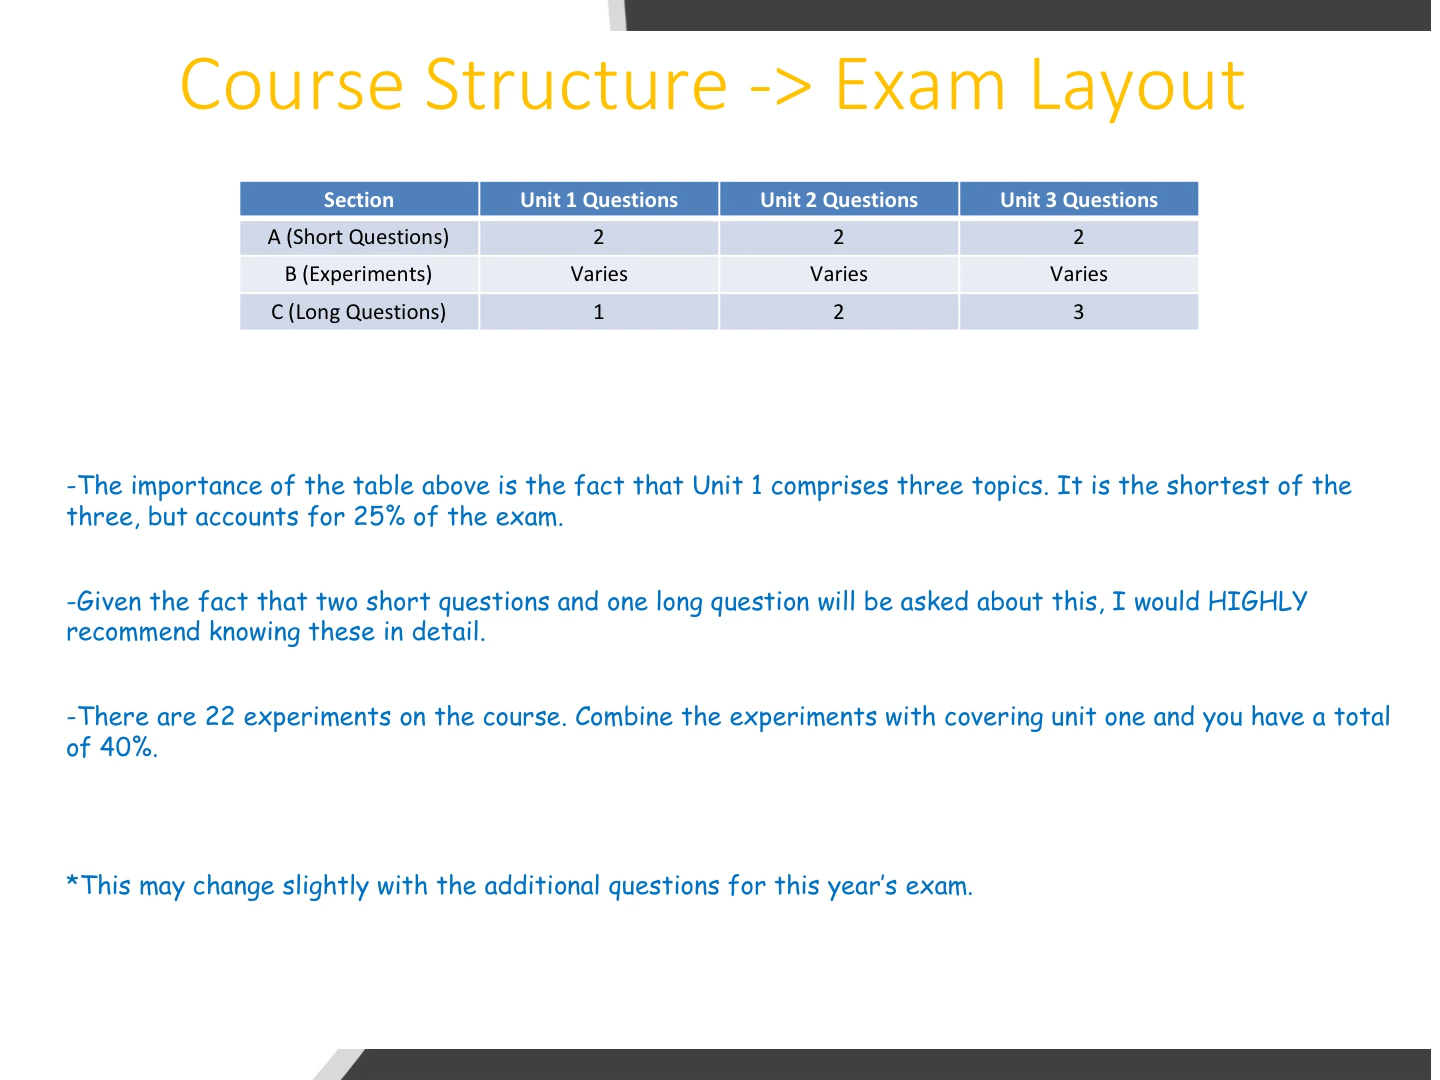 Course Structure -> Exam Layout
Section Unit 1 Questions Unit 2 Questions Unit 3 Questions
A (Short Questions) 2 2 2
B (Experiments) Varies Varies Varies
C (Long Questions) 1 2 3
-The importance of the table above is the fact that Unit 1 comprises three topics. It is the shortest of the
three, but accounts for 25% of the exam.
-Given the fact that two short questions and one long question will be asked about this, I would HIGHLY
recommend knowing these in detail.
-There are 22 experiments on the course. Combine the experiments with covering unit one and you have a total
of 40%.
*This may change slightly with the additional questions for this year’s exam.